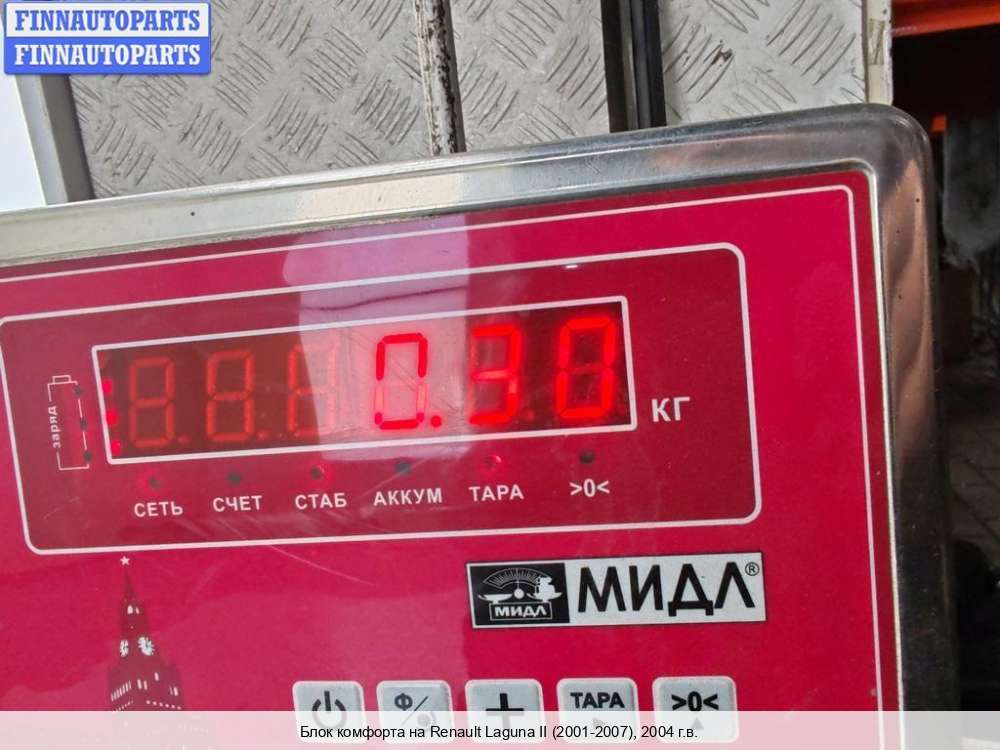 FINNAUTOPARTS
FINNAUTOPARTS
0.30
КГ
заряд
СЕТЬ СЧЕТ СТАБ АККУМ ТАРА >0<
МИДЛ МИДЛ®
Ф/ + ТАРА >0<
Блок комфорта на Renault Laguna II (2001-2007), 2004 г.в.